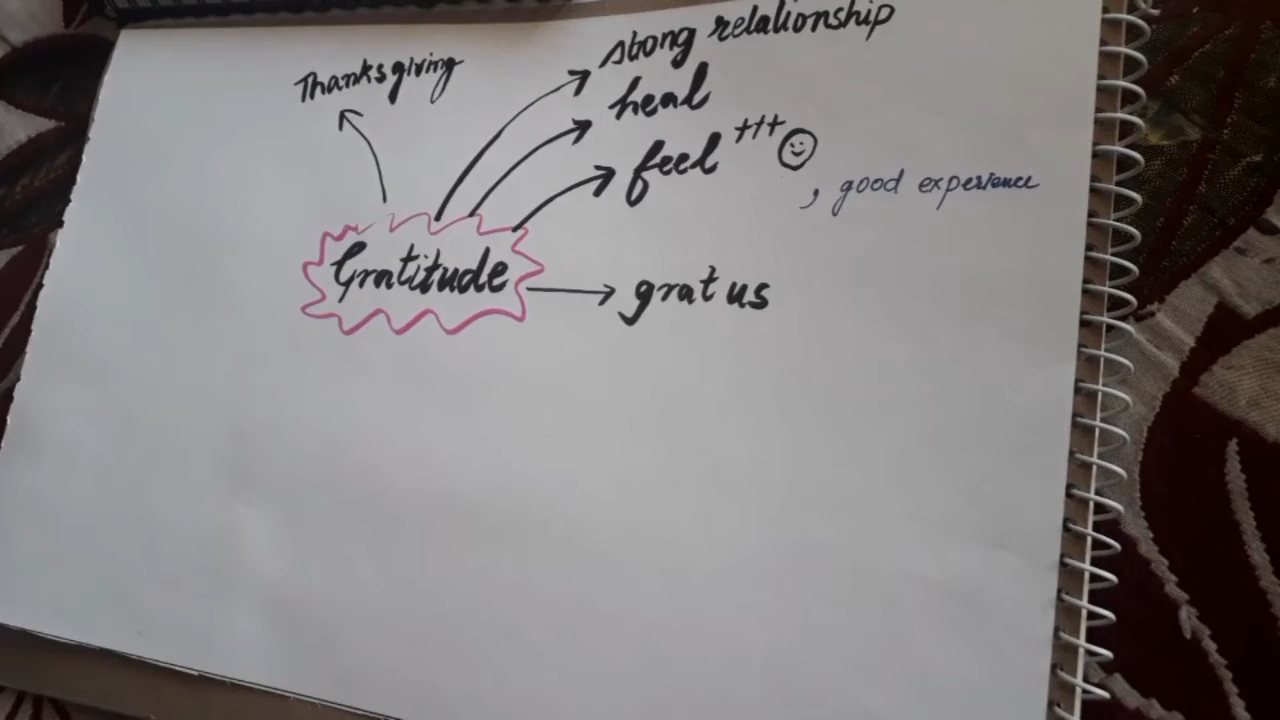 Thanksgiving
stong relationship
heal
feel +++
, good experience
Gratitude
gratus